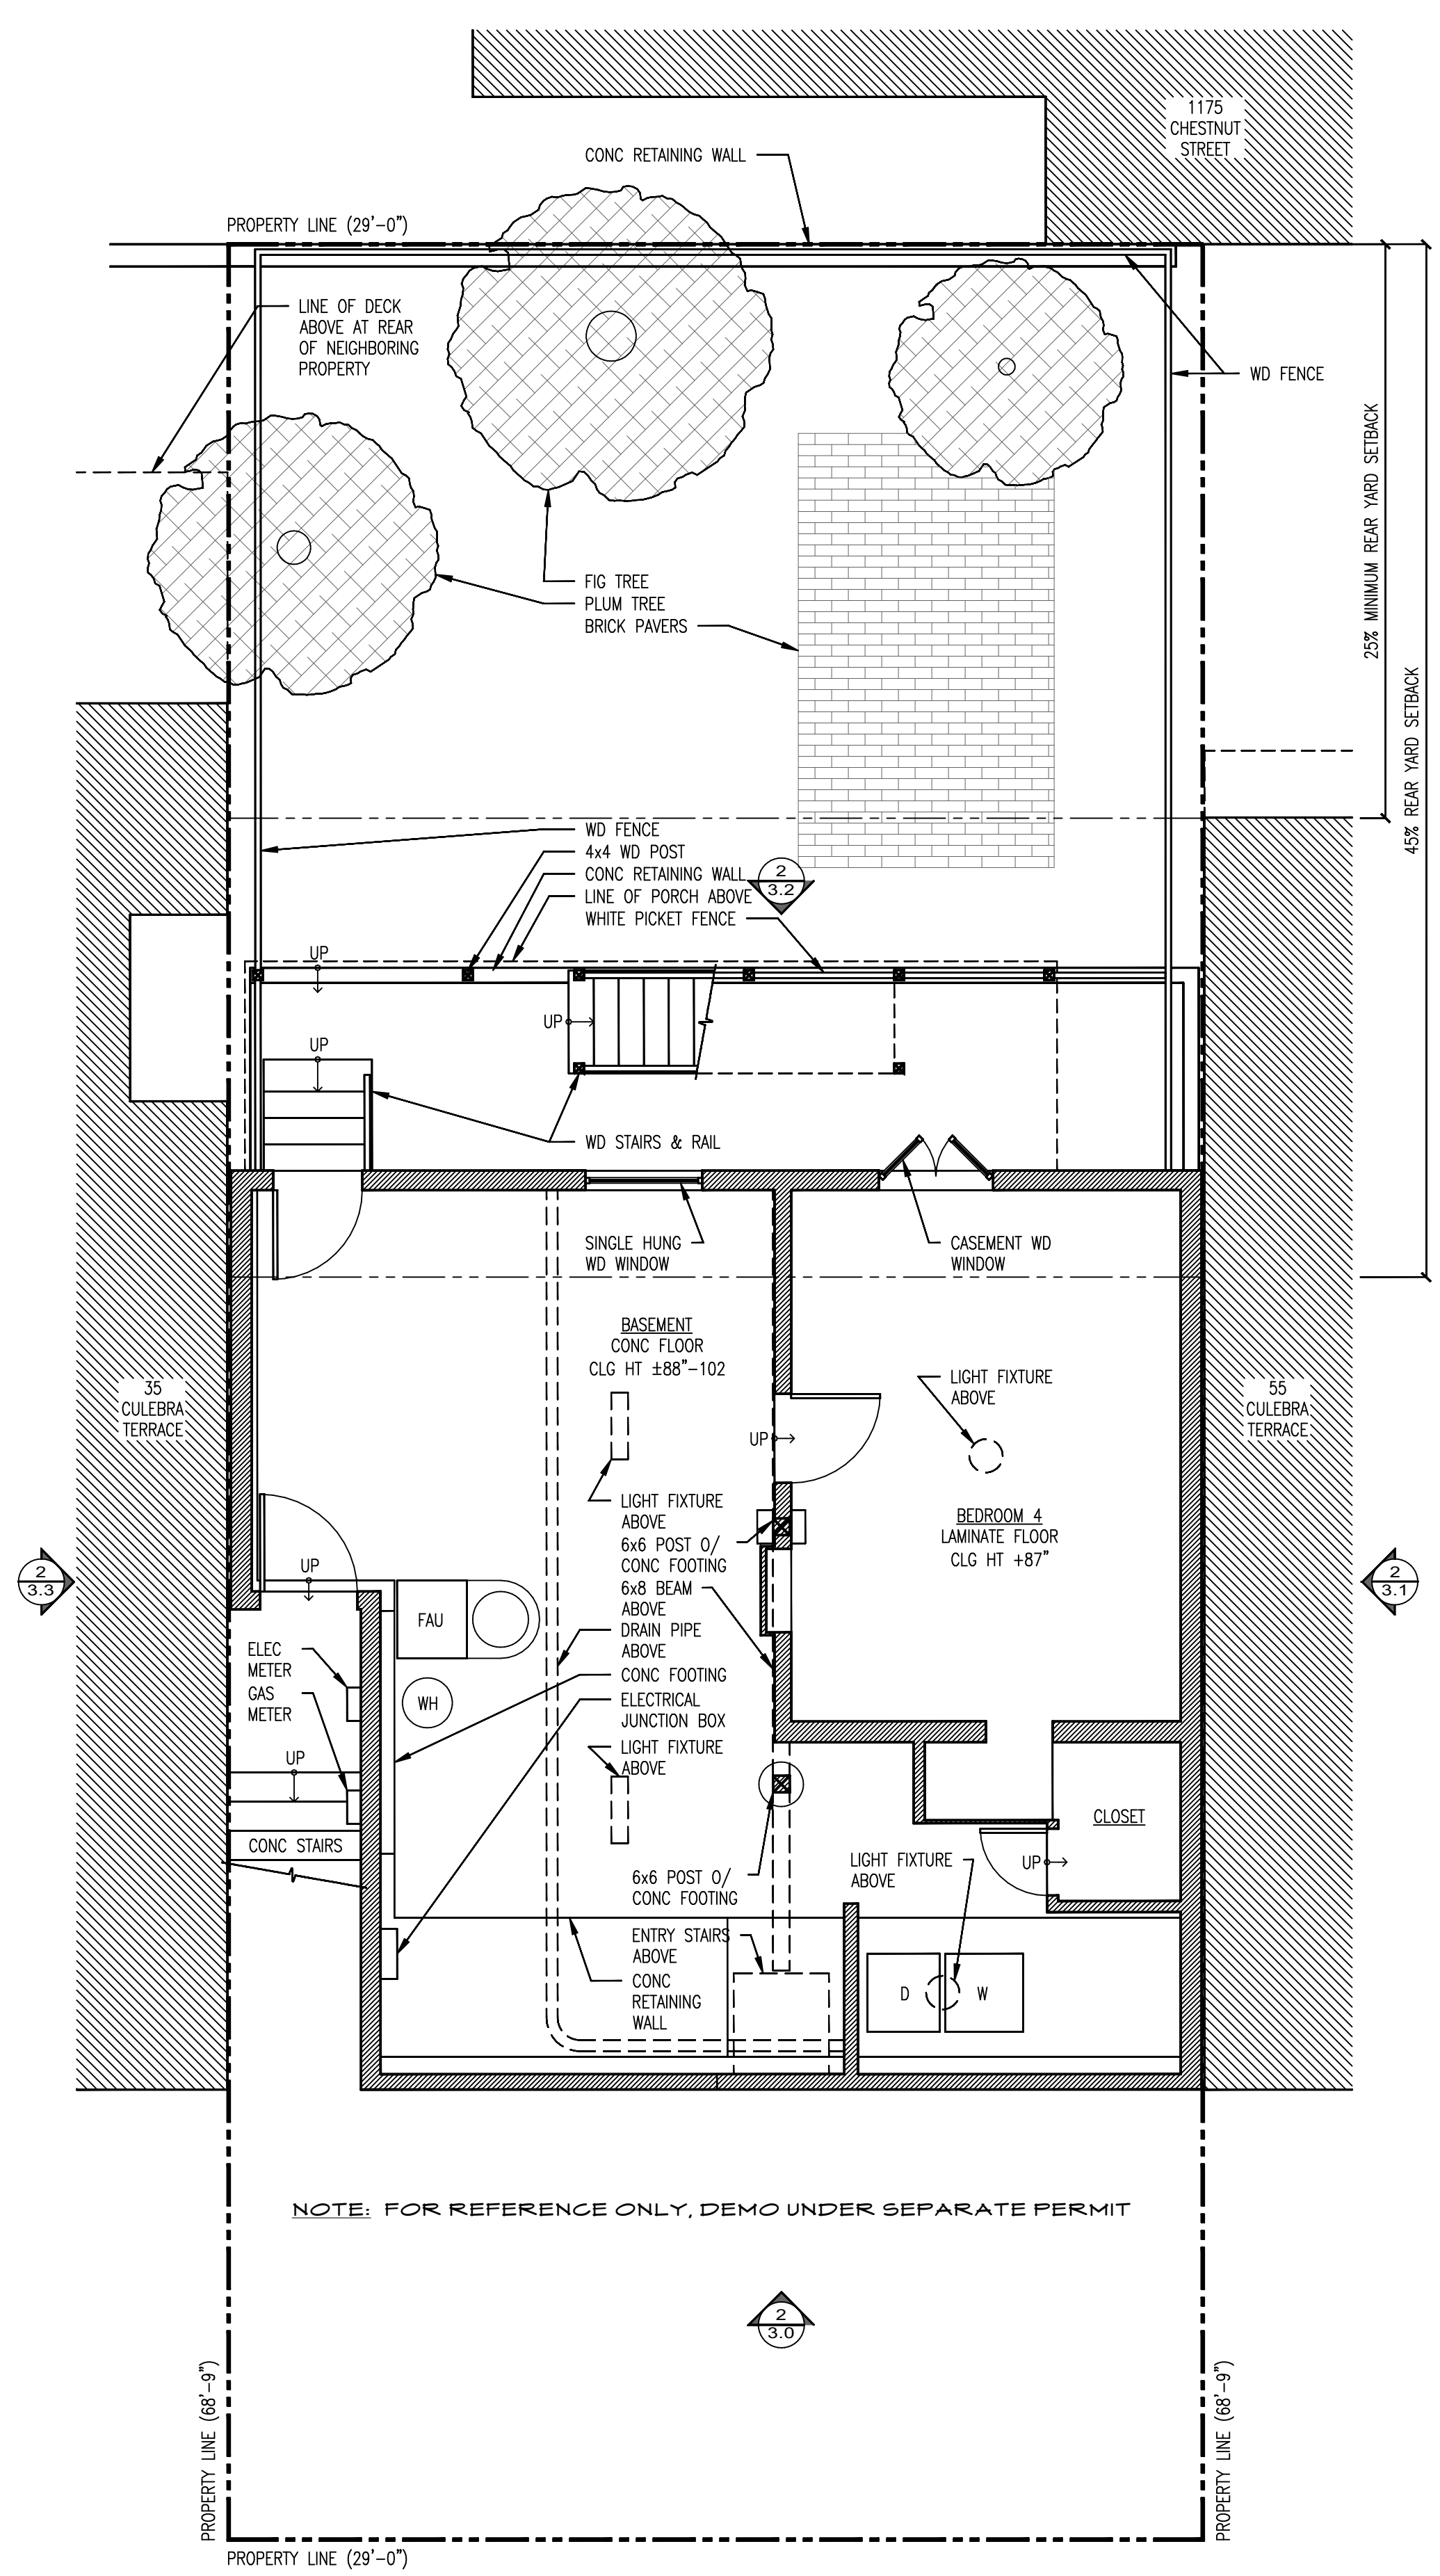 1175
CHESTNUT
STREET
CONC RETAINING WALL
PROPERTY LINE (29'-0")
LINE OF DECK
ABOVE AT REAR
OF NEIGHBORING
PROPERTY
WD FENCE
25% MINIMUM REAR YARD SETBACK
45% REAR YARD SETBACK
FIG TREE
PLUM TREE
BRICK PAVERS
WD FENCE
4x4 WD POST
CONC RETAINING WALL
LINE OF PORCH ABOVE
WHITE PICKET FENCE
2
3.2
UP
UP
UP
WD STAIRS & RAIL
SINGLE HUNG
WD WINDOW
CASEMENT WD
WINDOW
BASEMENT
CONC FLOOR
CLG HT ±88"-102
35
CULEBRA
TERRACE
55
CULEBRA
TERRACE
LIGHT FIXTURE
ABOVE
UP
LIGHT FIXTURE
ABOVE
6x6 POST O/
CONC FOOTING
6x8 BEAM
ABOVE
DRAIN PIPE
ABOVE
CONC FOOTING
ELECTRICAL
JUNCTION BOX
LIGHT FIXTURE
ABOVE
BEDROOM 4
LAMINATE FLOOR
CLG HT +87"
2
3.3
2
3.1
UP
FAU
WH
ELEC
METER
GAS
METER
UP
CONC STAIRS
CLOSET
UP
LIGHT FIXTURE
ABOVE
6x6 POST O/
CONC FOOTING
ENTRY STAIRS
ABOVE
CONC
RETAINING
WALL
D
W
NOTE: FOR REFERENCE ONLY, DEMO UNDER SEPARATE PERMIT
2
3.0
PROPERTY LINE (68'-9")
PROPERTY LINE (68'-9")
PROPERTY LINE (29'-0")